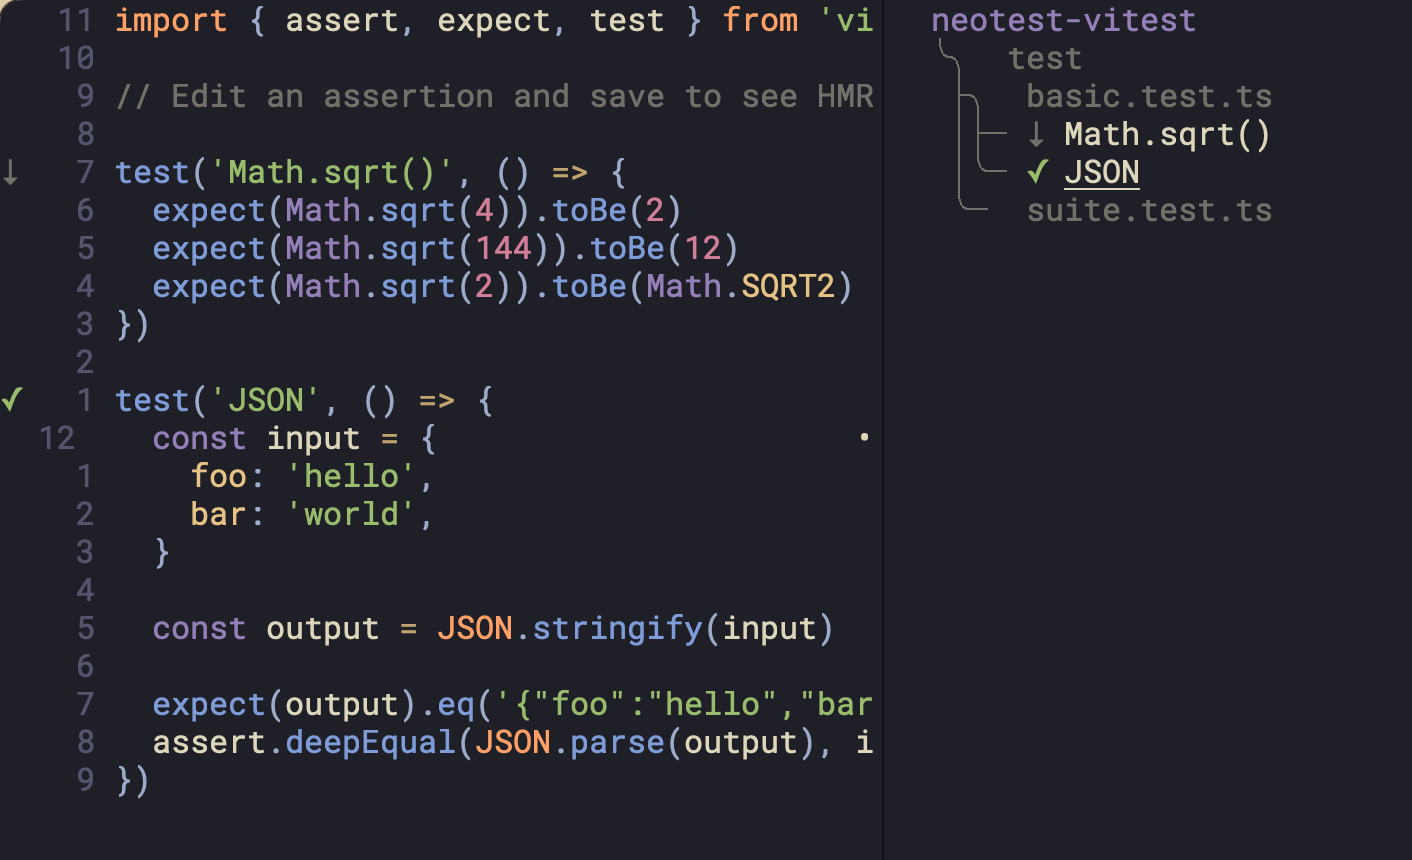 11 import { assert, expect, test } from 'vi
10
9 // Edit an assertion and save to see HMR
8
↓ 7 test('Math.sqrt()', () => {
6   expect(Math.sqrt(4)).toBe(2)
5   expect(Math.sqrt(144)).toBe(12)
4   expect(Math.sqrt(2)).toBe(Math.SQRT2)
3 })
2
✓ 1 test('JSON', () => {
12   const input = {
1     foo: 'hello',
2     bar: 'world',
3   }
4
5   const output = JSON.stringify(input)
6
7   expect(output).eq('{"foo":"hello","bar
8   assert.deepEqual(JSON.parse(output), i
9 })
neotest-vitest
test
basic.test.ts
↓ Math.sqrt()
✓ JSON
suite.test.ts